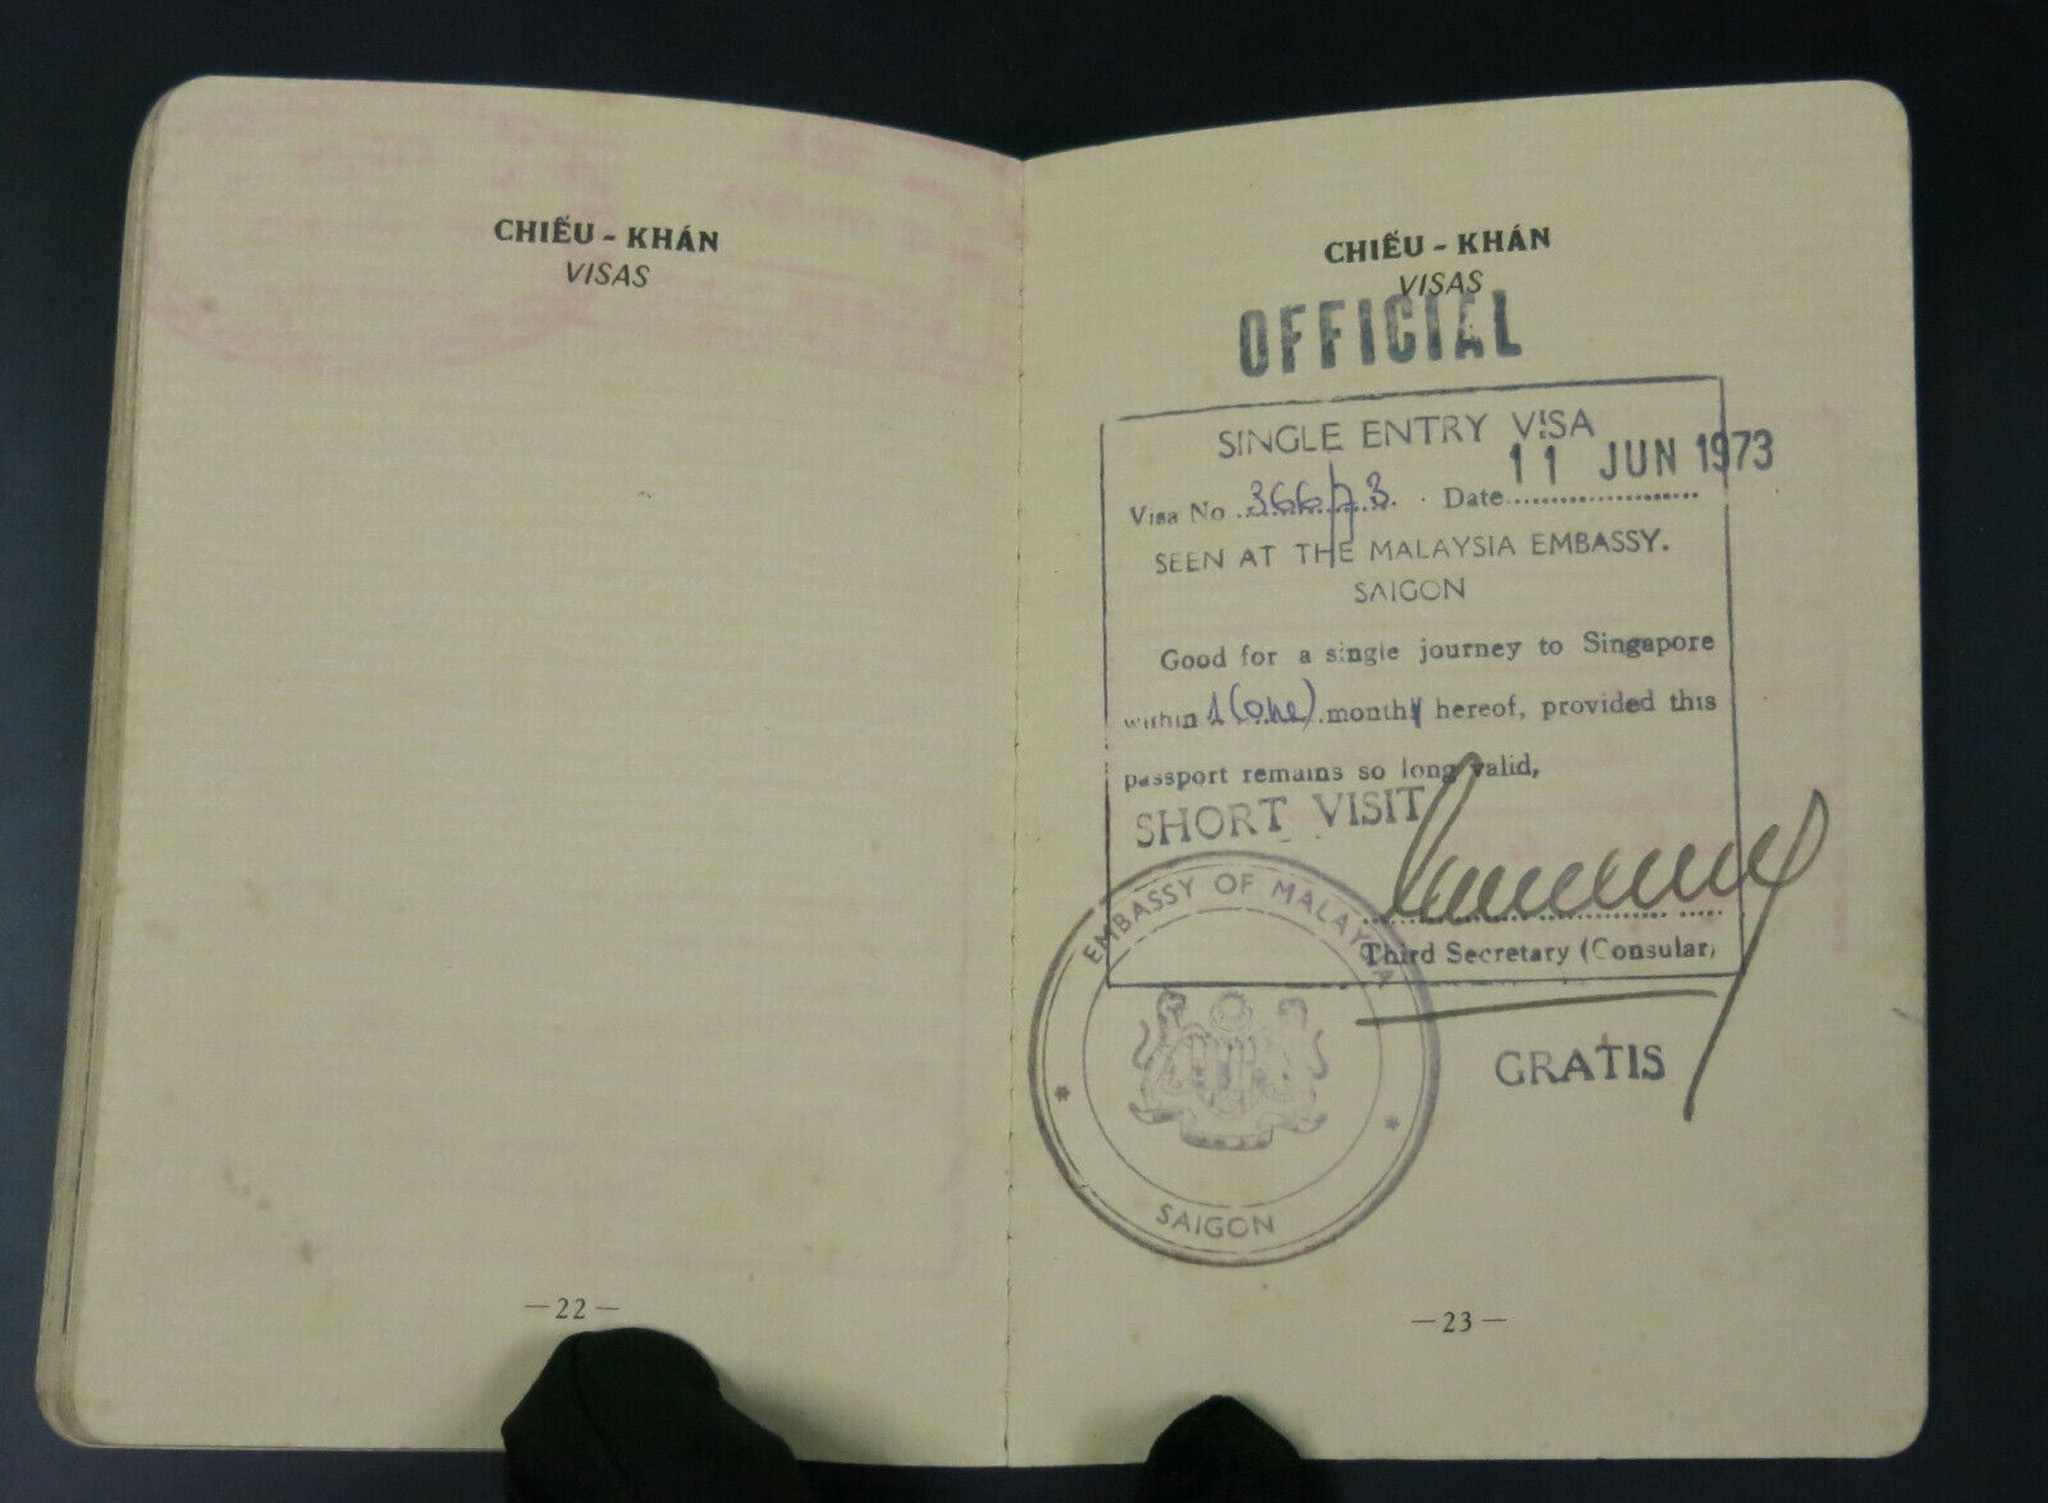 CHIẾU - KHÁN
VISAS
—22—
CHIẾU - KHÁN
VISAS
OFFICIAL
SINGLE ENTRY VISA
11 JUN 1973
Visa No 366/73. Date
SEEN AT THE MALAYSIA EMBASSY.
SAIGON
Good for a single journey to Singapore
within 1 (one) month hereof, provided this
passport remains so long valid,
SHORT VISIT
Third Secretary (Consular)
EMBASSY OF MALAYSIA
SAIGON
GRATIS
—23—